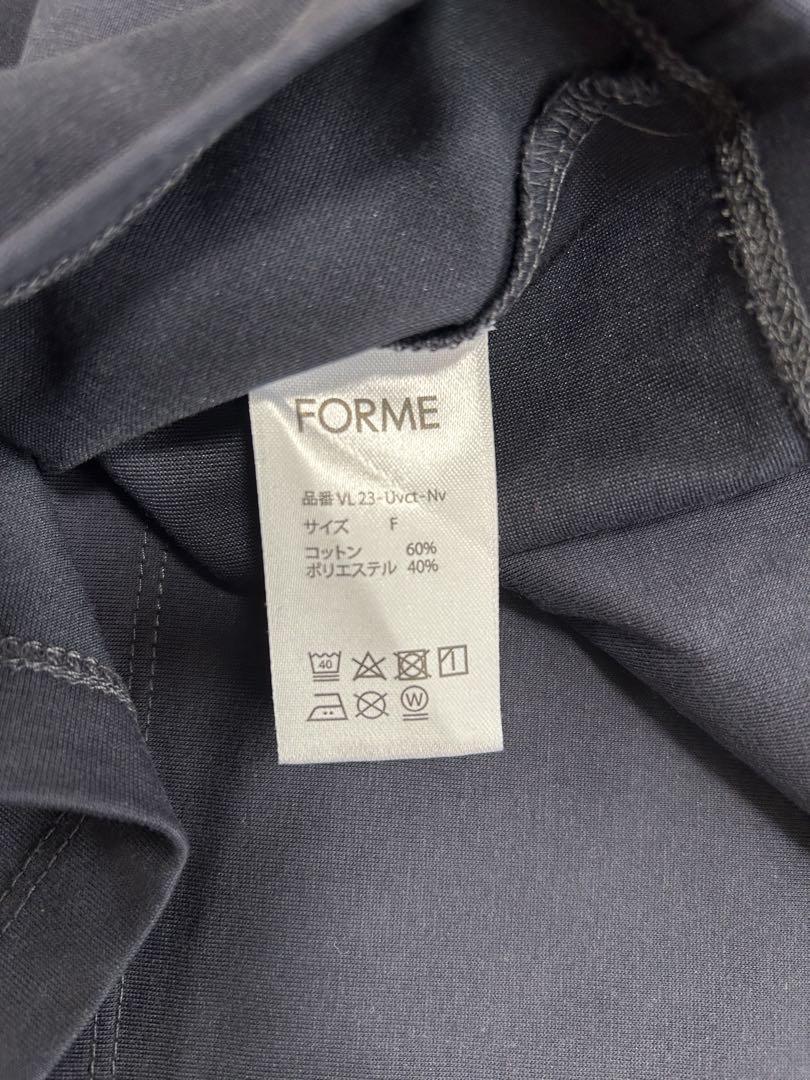 FORME
品番 VL 23-Uvct-Nv
サイズ F
コットン 60%
ポリエステル 40%
40
W